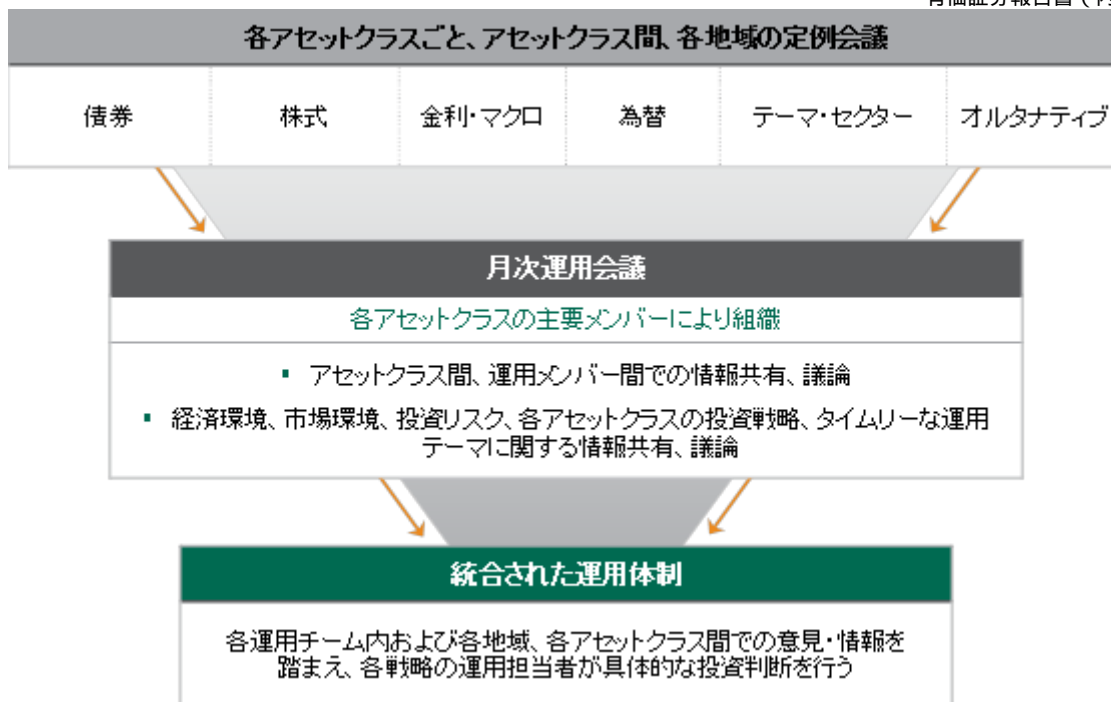 各アセットクラスごと、アセットクラス間、各地域の定例会議
債券 株式 金利・マクロ 為替 テーマ・セクター オルタナティブ
月次運用会議
各アセットクラスの主要メンバーにより組織
▪ アセットクラス間、運用メンバー間での情報共有、議論
▪ 経済環境、市場環境、投資リスク、各アセットクラスの投資戦略、タイムリーな運用
テーマに関する情報共有、議論
統合された運用体制
各運用チーム内および各地域、各アセットクラス間での意見・情報を
踏まえ、各戦略の運用担当者が具体的な投資判断を行う